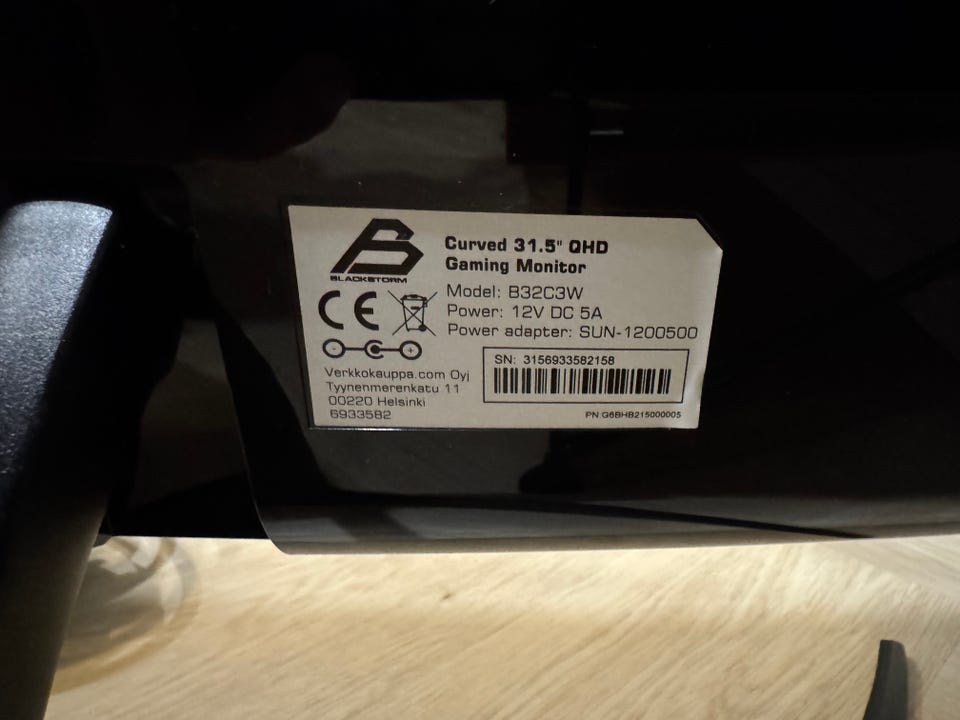 BLACKSTORM
Curved 31.5" QHD
Gaming Monitor
Model: B32C3W
Power: 12V DC 5A
Power adapter: SUN-1200500
CE
- +
Verkkokauppa.com Oyj
Tyynenmerenkatu 11
00220 Helsinki
6933582
SN: 3156933582158
PN:G6BHB215000005